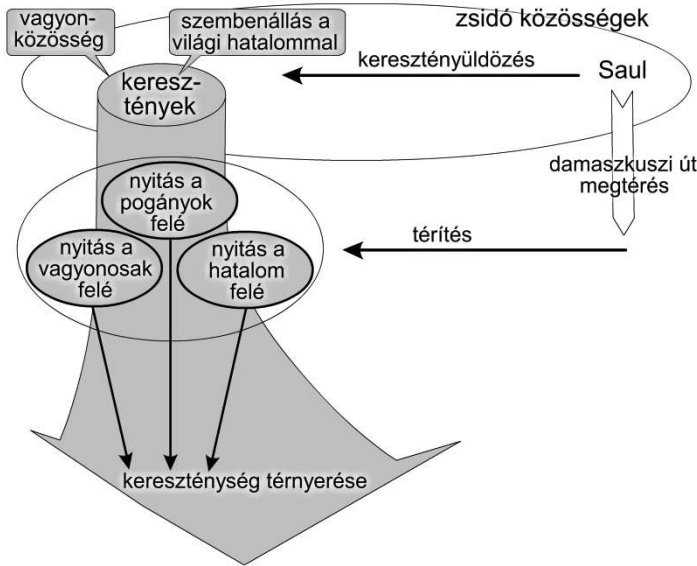 vagyon-
közösség
szembenállás a
világi hatalommal
zsidó közösségek
keresztényüldözés
Saul
keresz-
tények
damaszkuszi út
megtérés
nyitás a
pogányok
felé
nyitás a
vagyonosak
felé
nyitás a
hatalom
felé
térítés
kereszténység térnyerése